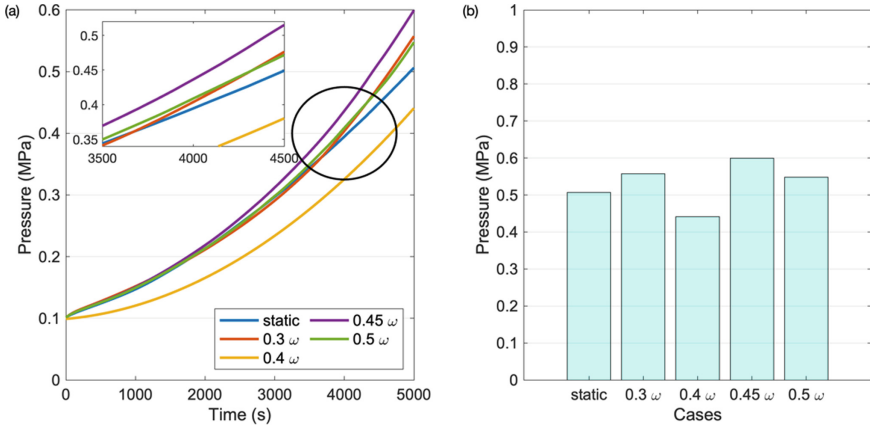 (a)
0.6
0.5
0.4
0.3
0.2
0.1
0
Pressure (MPa)
0.5
0.45
0.4
0.35
3500 4000 4500
static 0.45 ω
0.3 ω 0.5 ω
0.4 ω
0 1000 2000 3000 4000 5000
Time (s)
(b)
1
0.9
0.8
0.7
0.6
0.5
0.4
0.3
0.2
0.1
0
Pressure (MPa)
static 0.3 ω 0.4 ω 0.45 ω 0.5 ω
Cases